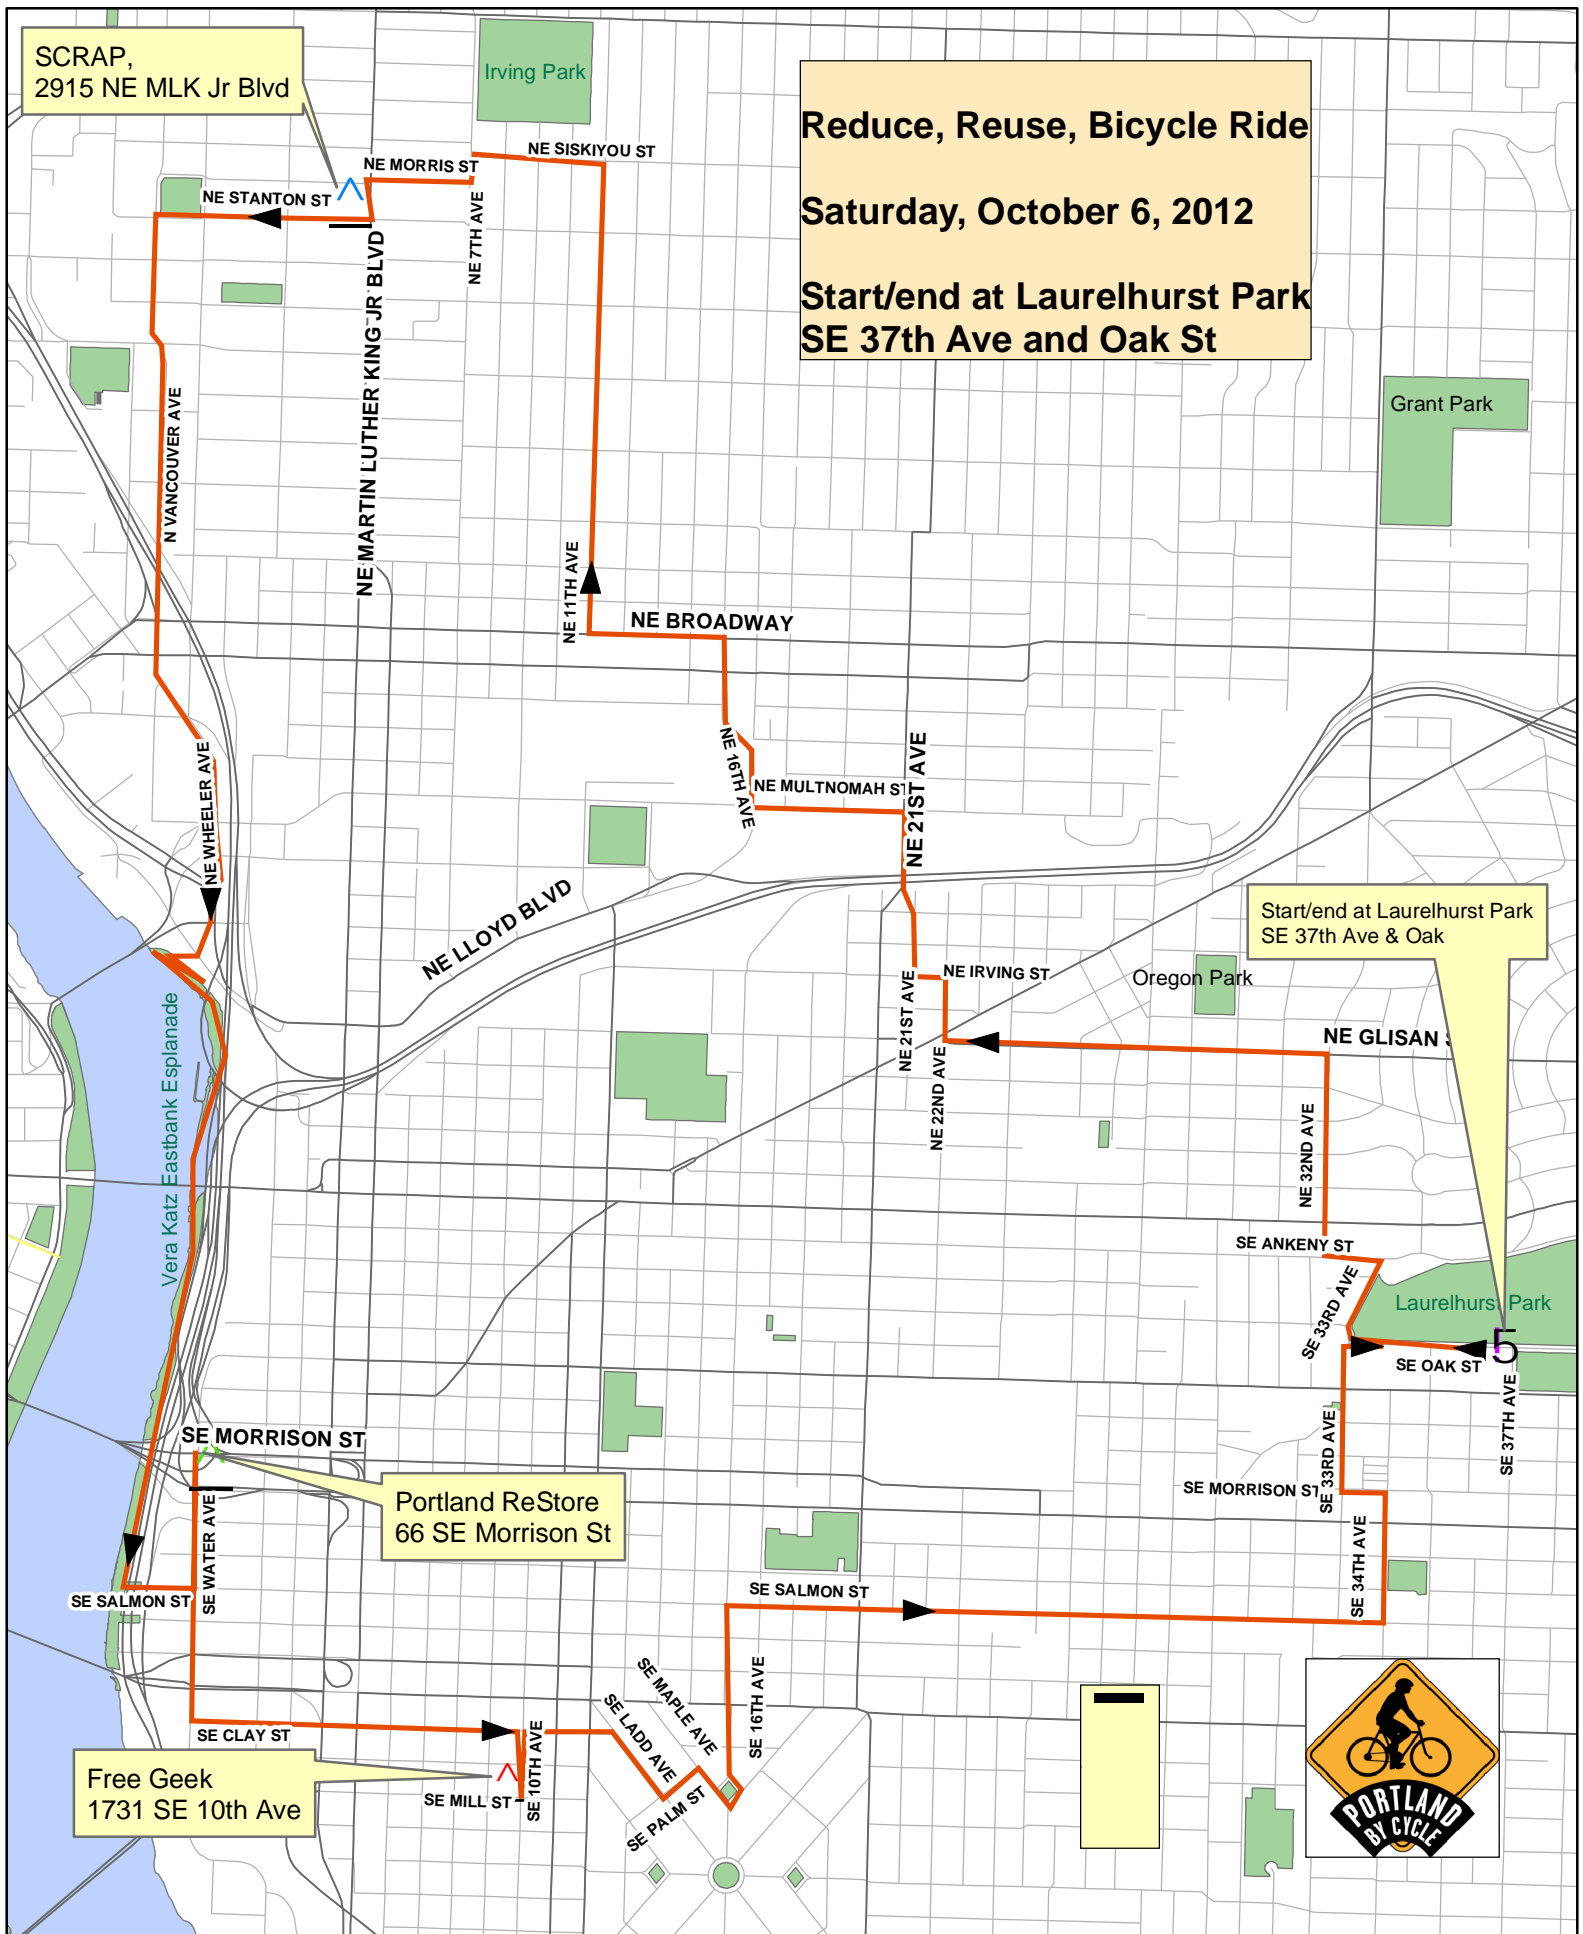 SCRAP,
2915 NE MLK Jr Blvd
Irving Park
Reduce, Reuse, Bicycle Ride
Saturday, October 6, 2012
Start/end at Laurelhurst Park
SE 37th Ave and Oak St
NE SISKIYOU ST
NE MORRIS ST
NE STANTON ST
NE 7TH AVE
NE MARTIN LUTHER KING JR BLVD
N VANCOUVER AVE
Grant Park
NE 11TH AVE
NE BROADWAY
NE 16TH AVE
NE MULTNOMAH ST
NE 21ST AVE
NE WHEELER AVE
NE LLOYD BLVD
Start/end at Laurelhurst Park
SE 37th Ave & Oak
NE IRVING ST
Oregon Park
NE 21ST AVE
NE 22ND AVE
NE GLISAN S
Vera Katz Eastbank Esplanade
NE 32ND AVE
SE ANKENY ST
SE 33RD AVE
Laurelhurst Park
5
SE OAK ST
SE 37TH AVE
SE 33RD AVE
SE MORRISON ST
SE MORRISON ST
Portland ReStore
66 SE Morrison St
SE WATER AVE
SE SALMON ST
SE SALMON ST
SE 34TH AVE
SE 16TH AVE
SE MAPLE AVE
SE LADD AVE
SE PALM ST
SE CLAY ST
SE 10TH AVE
SE MILL ST
Free Geek
1731 SE 10th Ave
PORTLAND
BY CYCLE